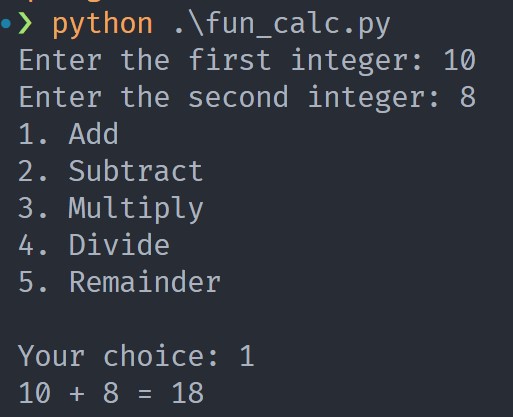 ❯ python .\fun_calc.py
Enter the first integer: 10
Enter the second integer: 8
1. Add
2. Subtract
3. Multiply
4. Divide
5. Remainder

Your choice: 1
10 + 8 = 18